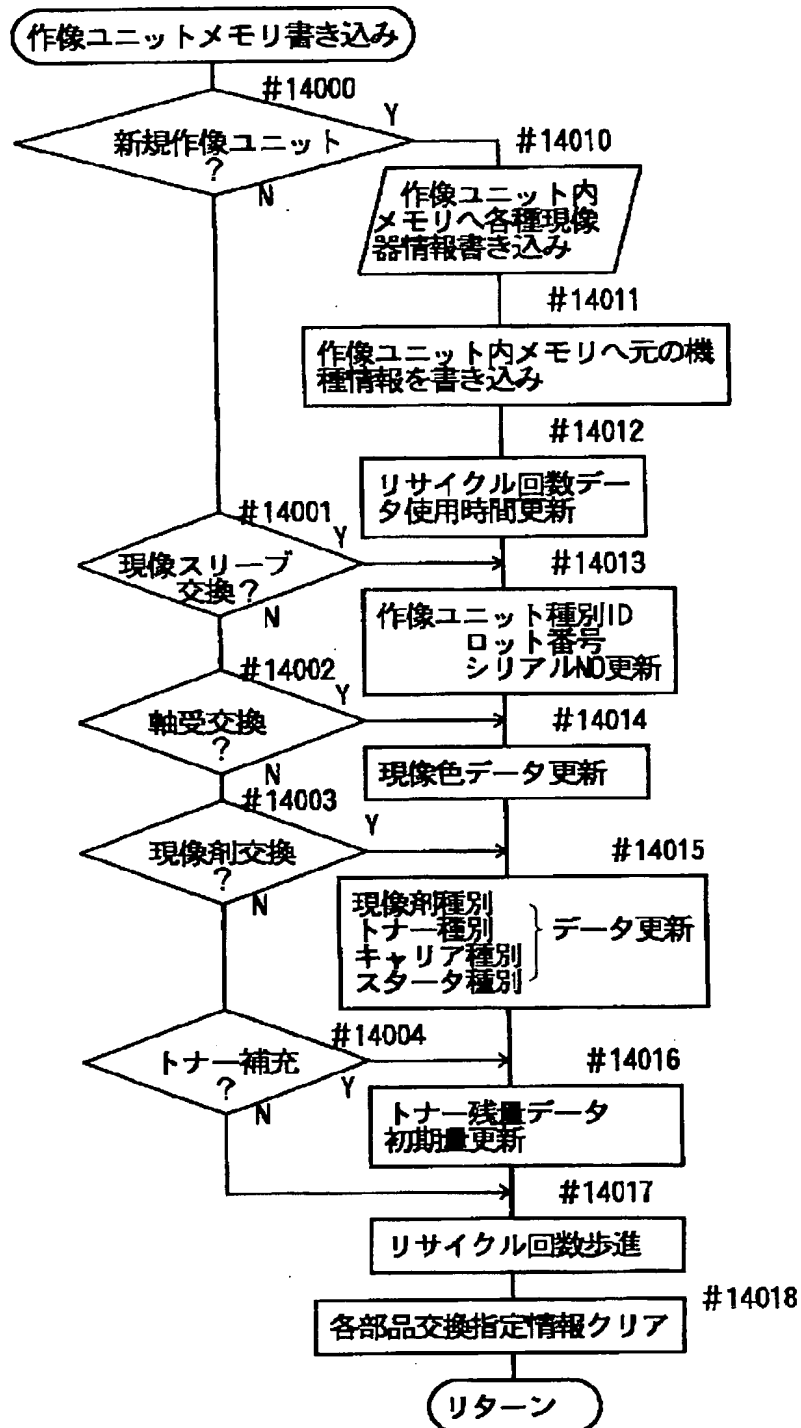 作像ユニットメモリ書き込み
#14000
Y
新規作像ユニット
?
N
#14010
作像ユニット内
メモリへ各種現像
器情報書き込み
#14011
作像ユニット内メモリへ元の機
種情報を書き込み
#14012
リサイクル回数デー
タ使用時間更新
#14001
Y
現像スリーブ
交換?
N
#14013
作像ユニット種別ID
ロット番号
シリアルNO更新
#14002
Y
軸受交換
?
N
#14014
現像色データ更新
#14003
Y
現像剤交換
?
N
#14015
現像剤種別
トナー種別
キャリア種別
スタータ種別
データ更新
#14004
トナー補充
?
Y
N
#14016
トナー残量データ
初期量更新
#14017
リサイクル回数歩進
#14018
各部品交換指定情報クリア
リターン